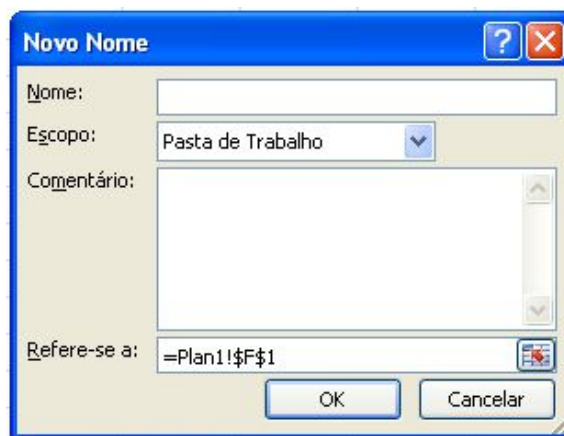 Novo Nome
Nome:
Escopo: Pasta de Trabalho
Comentário:
Refere-se a: =Plan1!$F$1
OK Cancelar